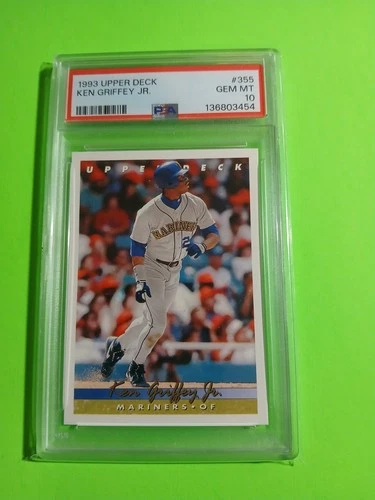 1993 UPPER DECK #355
KEN GRIFFEY JR. GEM MT
10
PSA 136803454
UPPER DECK
MARINERS
2
Ken Griffey Jr.
MARINERS • OF